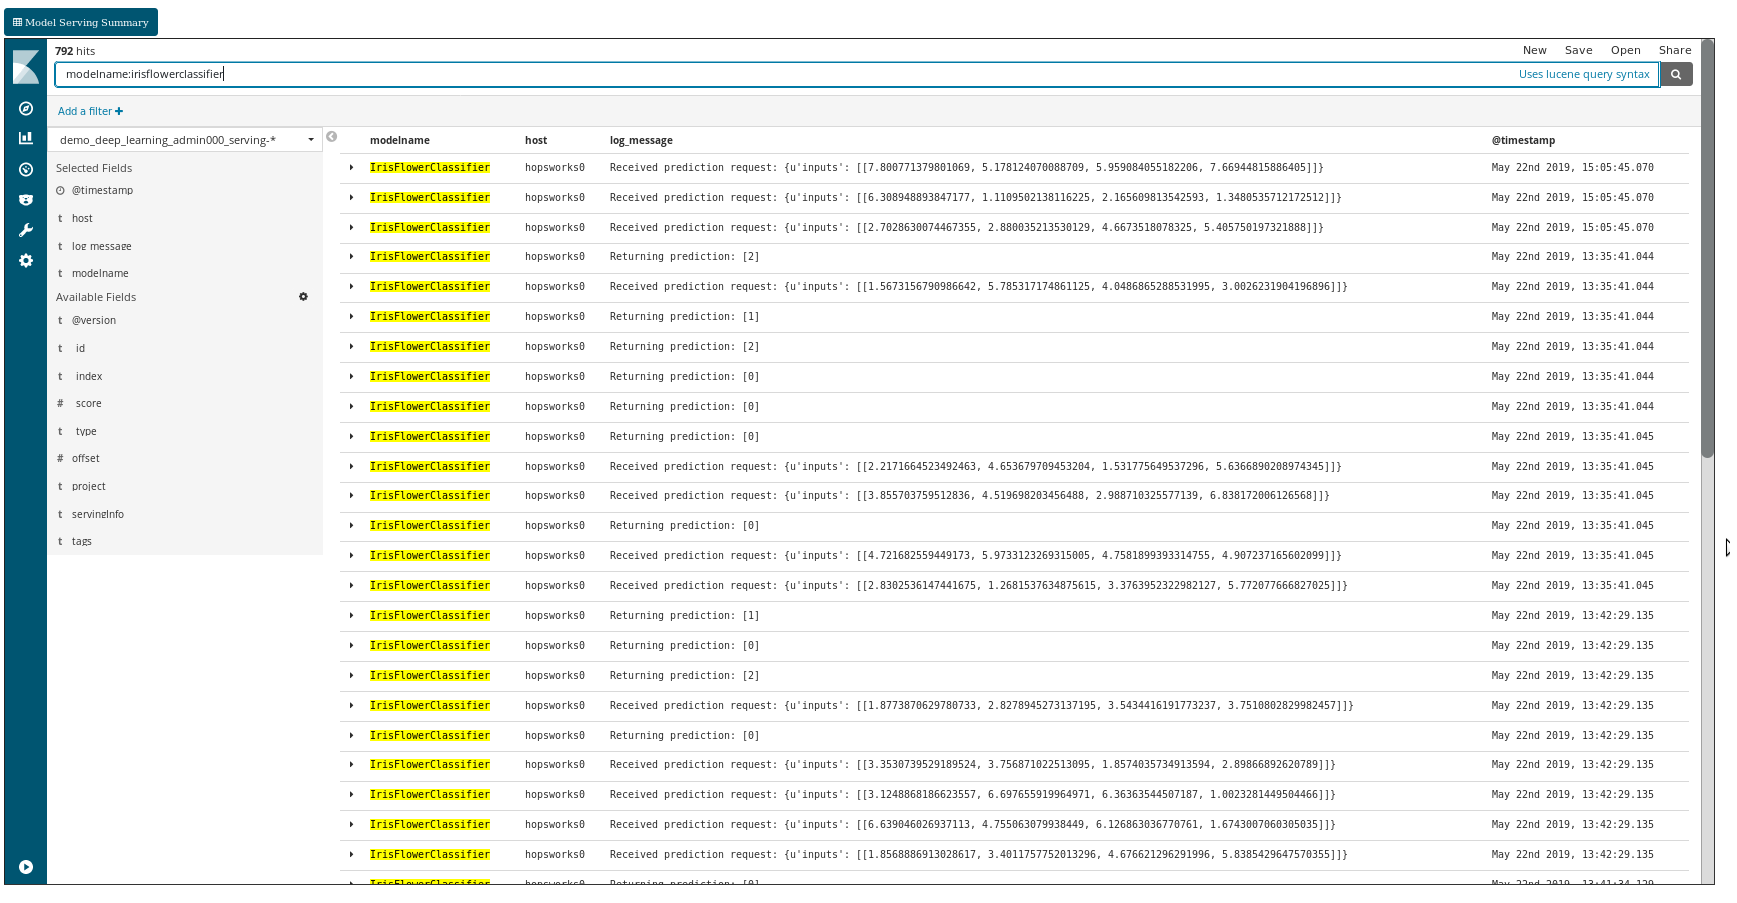 Model Serving Summary
792 hits
New Save Open Share
modelname:irisflowerclassifier
Uses lucene query syntax
Add a filter +
demo_deep_learning_admin000_serving-*
Selected Fields
@timestamp
t host
t log_message
t modelname
Available Fields
t @version
t id
t index
# score
t type
# offset
t project
t servingInfo
t tags
modelname host log_message @timestamp
IrisFlowerClassifier hopsworks0 Received prediction request: {u'inputs': [[7.800771379801069, 5.178124070088709, 5.959084055182206, 7.66944815886405]]} May 22nd 2019, 15:05:45.070
IrisFlowerClassifier hopsworks0 Received prediction request: {u'inputs': [[6.308948893847177, 1.1109502138116225, 2.165609813542593, 1.3480535712172512]]} May 22nd 2019, 15:05:45.070
IrisFlowerClassifier hopsworks0 Received prediction request: {u'inputs': [[2.7028630074467355, 2.880035213530129, 4.6673518078325, 5.405750197321888]]} May 22nd 2019, 15:05:45.070
IrisFlowerClassifier hopsworks0 Returning prediction: [2] May 22nd 2019, 13:35:41.044
IrisFlowerClassifier hopsworks0 Received prediction request: {u'inputs': [[1.5673156790986642, 5.785317174861125, 4.0486865288531995, 3.0026231904196896]]} May 22nd 2019, 13:35:41.044
IrisFlowerClassifier hopsworks0 Returning prediction: [1] May 22nd 2019, 13:35:41.044
IrisFlowerClassifier hopsworks0 Returning prediction: [2] May 22nd 2019, 13:35:41.044
IrisFlowerClassifier hopsworks0 Returning prediction: [0] May 22nd 2019, 13:35:41.044
IrisFlowerClassifier hopsworks0 Returning prediction: [0] May 22nd 2019, 13:35:41.044
IrisFlowerClassifier hopsworks0 Returning prediction: [0] May 22nd 2019, 13:35:41.045
IrisFlowerClassifier hopsworks0 Received prediction request: {u'inputs': [[2.2171664523492463, 4.653679709453204, 1.531775649537296, 5.6366890208974345]]} May 22nd 2019, 13:35:41.045
IrisFlowerClassifier hopsworks0 Received prediction request: {u'inputs': [[3.855703759512836, 4.519698203456488, 2.988710325577139, 6.838172006126568]]} May 22nd 2019, 13:35:41.045
IrisFlowerClassifier hopsworks0 Returning prediction: [0] May 22nd 2019, 13:35:41.045
IrisFlowerClassifier hopsworks0 Received prediction request: {u'inputs': [[4.721682559449173, 5.9733123269315005, 4.7581899393314755, 4.907237165602099]]} May 22nd 2019, 13:35:41.045
IrisFlowerClassifier hopsworks0 Received prediction request: {u'inputs': [[2.8302536147441675, 1.2681537634875615, 3.3763952322982127, 5.772077666827025]]} May 22nd 2019, 13:35:41.045
IrisFlowerClassifier hopsworks0 Returning prediction: [1] May 22nd 2019, 13:42:29.135
IrisFlowerClassifier hopsworks0 Returning prediction: [0] May 22nd 2019, 13:42:29.135
IrisFlowerClassifier hopsworks0 Returning prediction: [2] May 22nd 2019, 13:42:29.135
IrisFlowerClassifier hopsworks0 Received prediction request: {u'inputs': [[1.8773870629780733, 2.8278945273137195, 3.5434416191773237, 3.7510802829982457]]} May 22nd 2019, 13:42:29.135
IrisFlowerClassifier hopsworks0 Returning prediction: [0] May 22nd 2019, 13:42:29.135
IrisFlowerClassifier hopsworks0 Received prediction request: {u'inputs': [[3.3530739529189524, 3.756871022513095, 1.8574035734913594, 2.89866892620789]]} May 22nd 2019, 13:42:29.135
IrisFlowerClassifier hopsworks0 Received prediction request: {u'inputs': [[3.1248868186623557, 6.697655919964971, 6.36363544507187, 1.0023281449504466]]} May 22nd 2019, 13:42:29.135
IrisFlowerClassifier hopsworks0 Received prediction request: {u'inputs': [[6.639046026937113, 4.755063079938449, 6.126863036770761, 1.6743007060305035]]} May 22nd 2019, 13:42:29.135
IrisFlowerClassifier hopsworks0 Received prediction request: {u'inputs': [[1.8568886913028617, 3.4011757752013296, 4.676621296291996, 5.8385429647570355]]} May 22nd 2019, 13:42:29.135
IrisFlowerClassifier hopsworks0 Returning prediction: [0] May 22nd 2019, 13:41:34.129